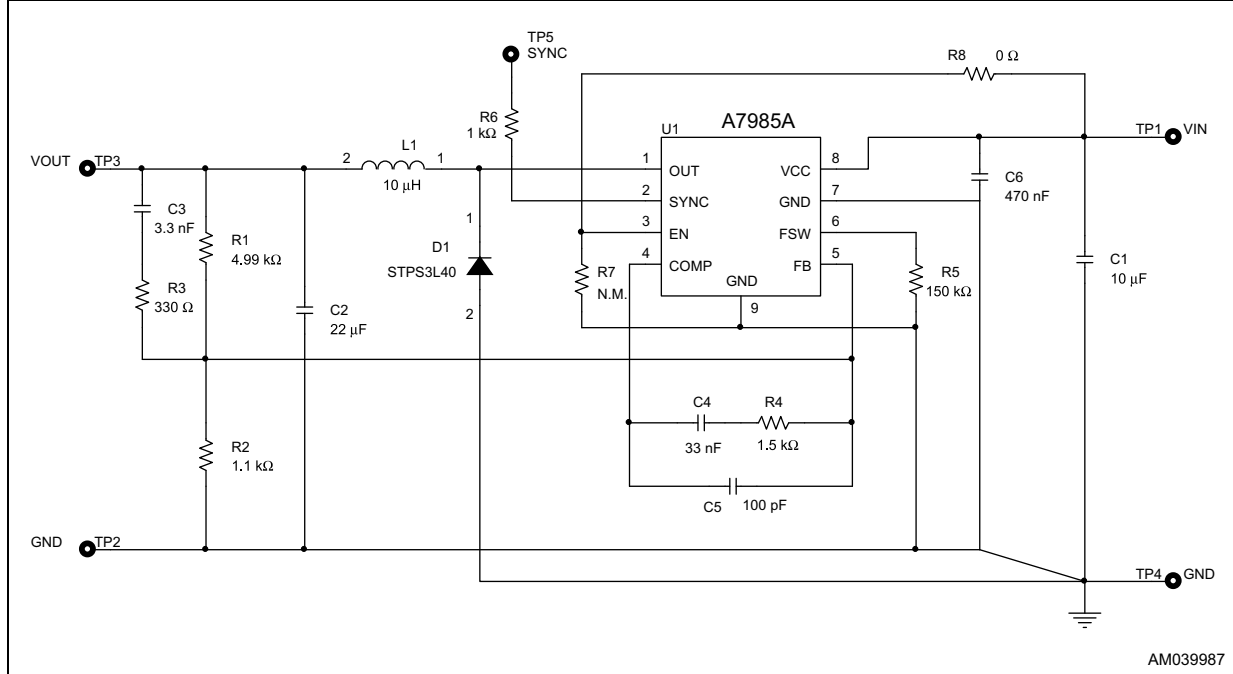 TP5
SYNC
R8 0 Ω
R6
1 kΩ
U1
A7985A
VOUT TP3
2 L1 1
10 μH
1 OUT
VCC 8
TP1 VIN
2 SYNC
GND 7
3 EN
FSW 6
4 COMP
FB 5
GND
9
C6
470 nF
C3
3.3 nF
R1
4.99 kΩ
R3
330 Ω
1
D1
STPS3L40
2
R7
N.M.
R5
150 kΩ
C1
10 μF
C2
22 μF
C4 R4
33 nF 1.5 kΩ
R2
1.1 kΩ
C5 100 pF
GND TP2
TP4 GND
AM039987